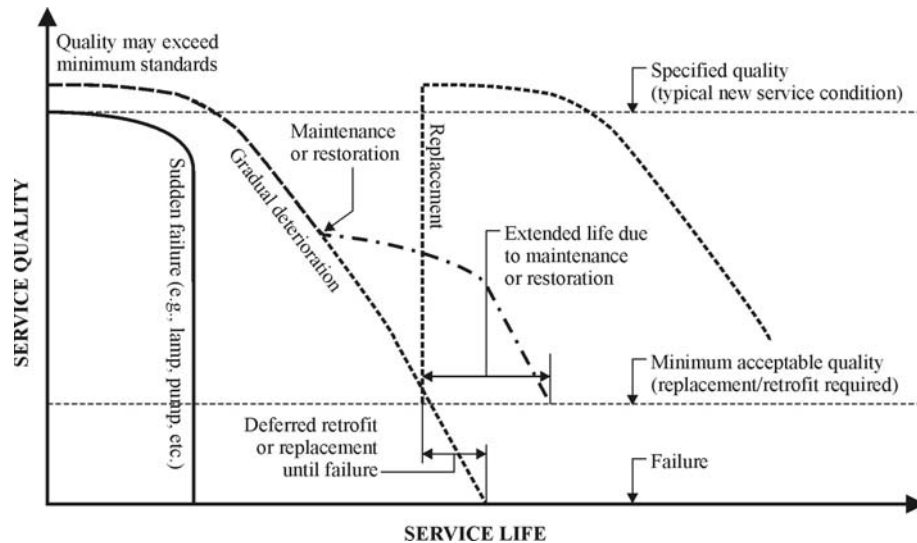 Quality may exceed
minimum standards
Specified quality
(typical new service condition)
Maintenance
or restoration
Replacement
Gradual deterioration
Sudden failure (e.g., lamp, pump, etc.)
Extended life due
to maintenance
or restoration
Minimum acceptable quality
(replacement/retrofit required)
Deferred retrofit
or replacement
until failure
Failure
SERVICE QUALITY
SERVICE LIFE